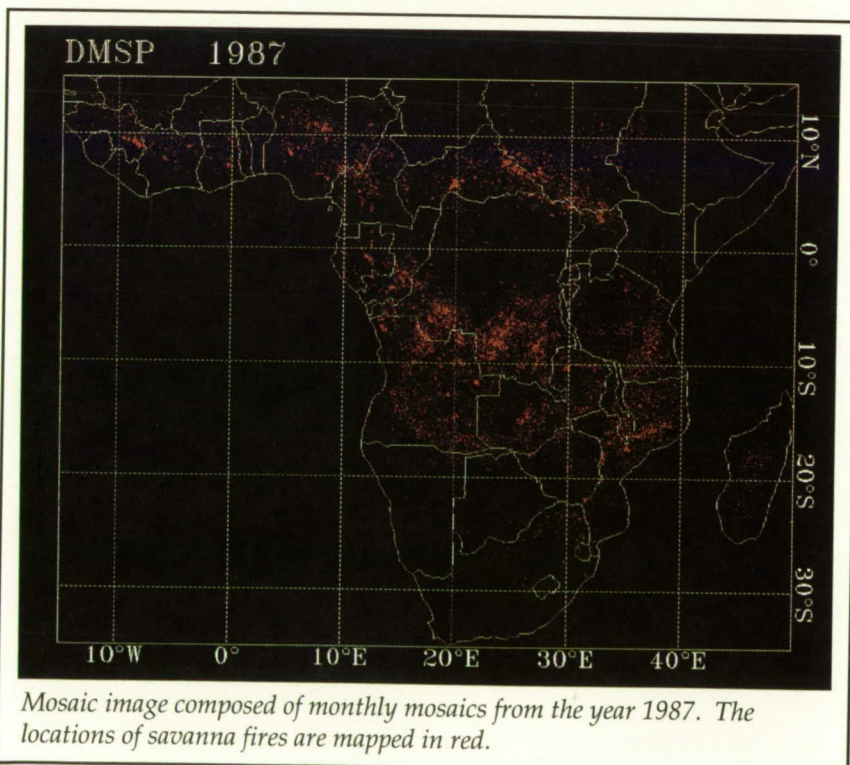 DMSP 1987
10°N
0°
10°S
20°S
30°S
10°W 0° 10°E 20°E 30°E 40°E
Mosaic image composed of monthly mosaics from the year 1987. The
locations of savanna fires are mapped in red.